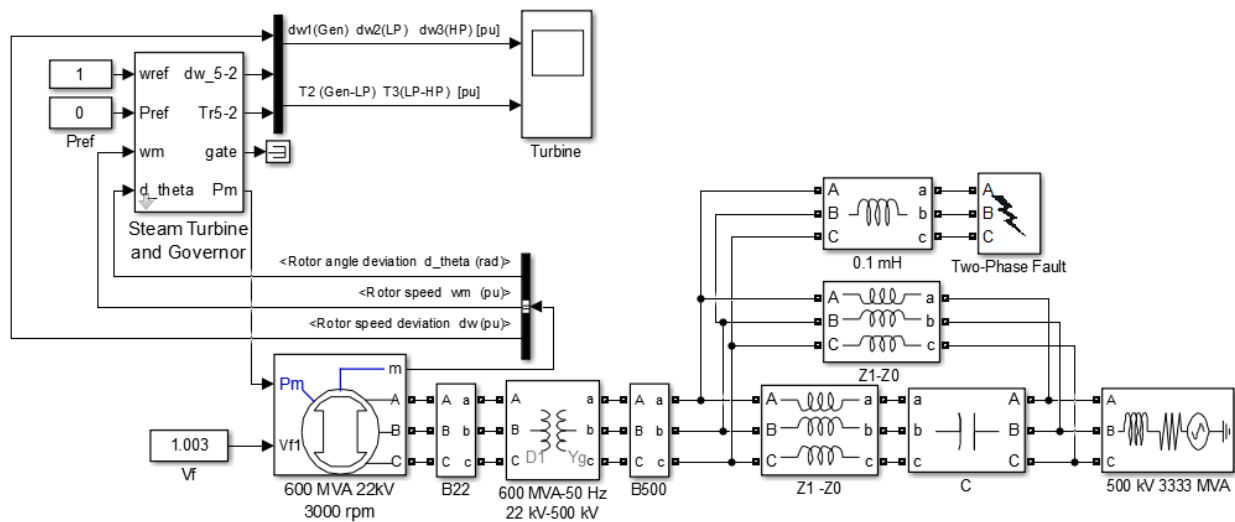 dw1(Gen) dw2(LP) dw3(HP) [pu]
T2 (Gen-LP) T3(LP-HP) [pu]
Turbine
1
0
Pref
wref
Pref
wm
d_theta
dw_5-2
Tr5-2
gate
Pm
Steam Turbine
and Governor
<Rotor angle deviation d_theta (rad)>
<Rotor speed wm (pu)>
<Rotor speed deviation dw (pu)>
A a
B b
C c
0.1 mH
A
B
C
Two-Phase Fault
A a
B b
C c
Z1-Z0
1.003
Vf
Pm
Vf1
m
A
B
C
600 MVA 22kV
3000 rpm
A a
B b
C c
B22
A a
B b
C c
D1 Yg
600 MVA-50 Hz
22 kV-500 kV
A a
B b
C c
B500
A a
B b
C c
Z1 -Z0
a A
b B
c C
C
A
B
C
500 kV 3333 MVA